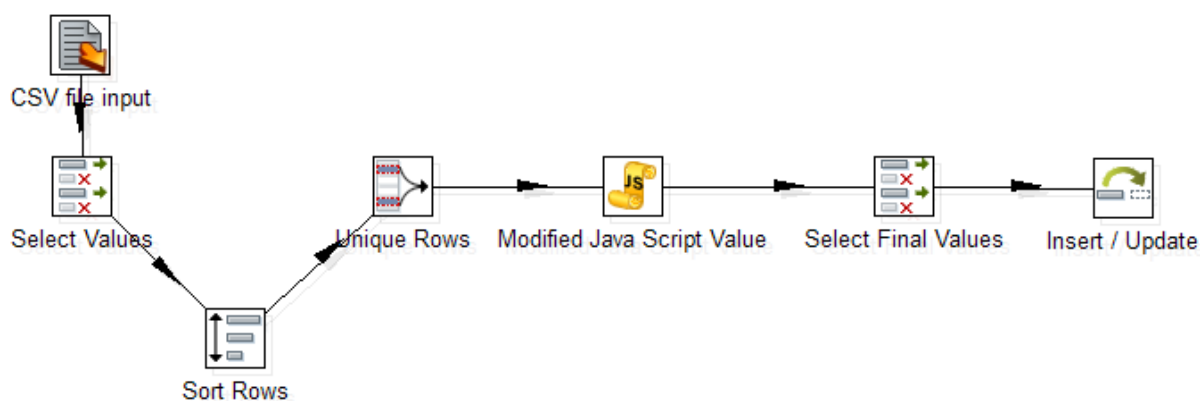 CSV file input
Select Values
Sort Rows
Unique Rows
JS
Modified Java Script Value
Select Final Values
Insert / Update